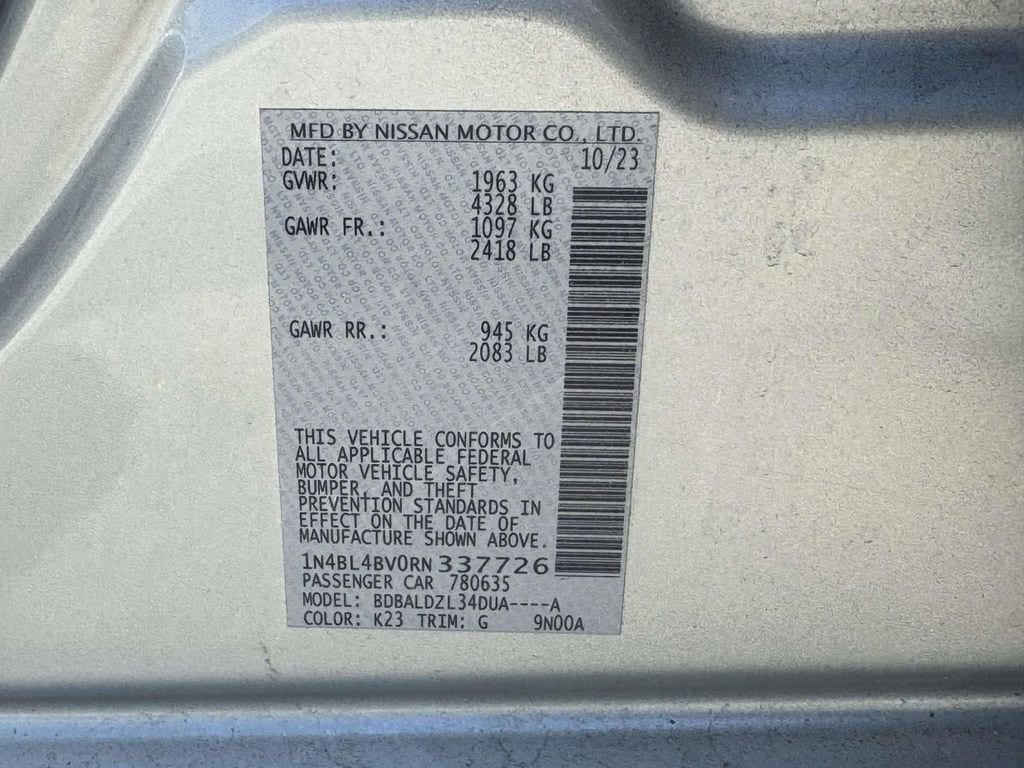 MFD BY NISSAN MOTOR CO., LTD.
DATE: 10/23
GVWR: 1963 KG
4328 LB
GAWR FR.: 1097 KG
2418 LB
GAWR RR.: 945 KG
2083 LB
THIS VEHICLE CONFORMS TO
ALL APPLICABLE FEDERAL
MOTOR VEHICLE SAFETY,
BUMPER, AND THEFT
PREVENTION STANDARDS IN
EFFECT ON THE DATE OF
MANUFACTURE SHOWN ABOVE.
1N4BL4BV0RN337726
PASSENGER CAR 780635
MODEL: BDBALDZL34DUA----A
COLOR: K23 TRIM: G 9N00A